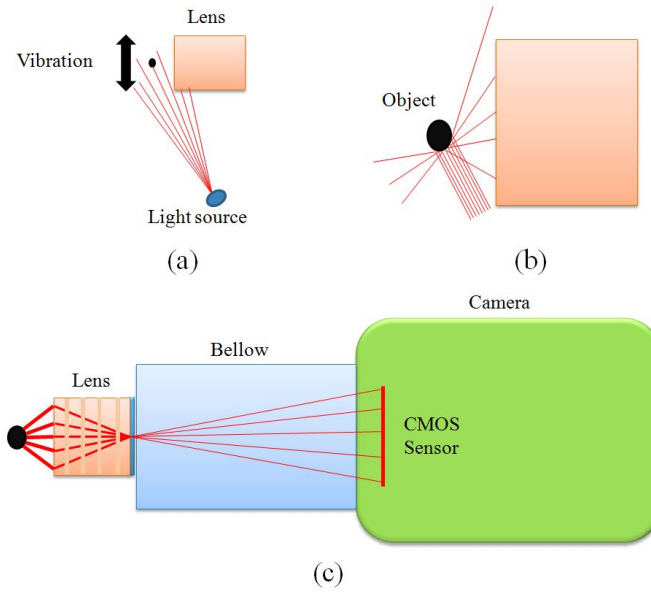 Lens
Vibration
Light source
(a)
Object
(b)
Camera
Bellow
Lens
CMOS
Sensor
(c)